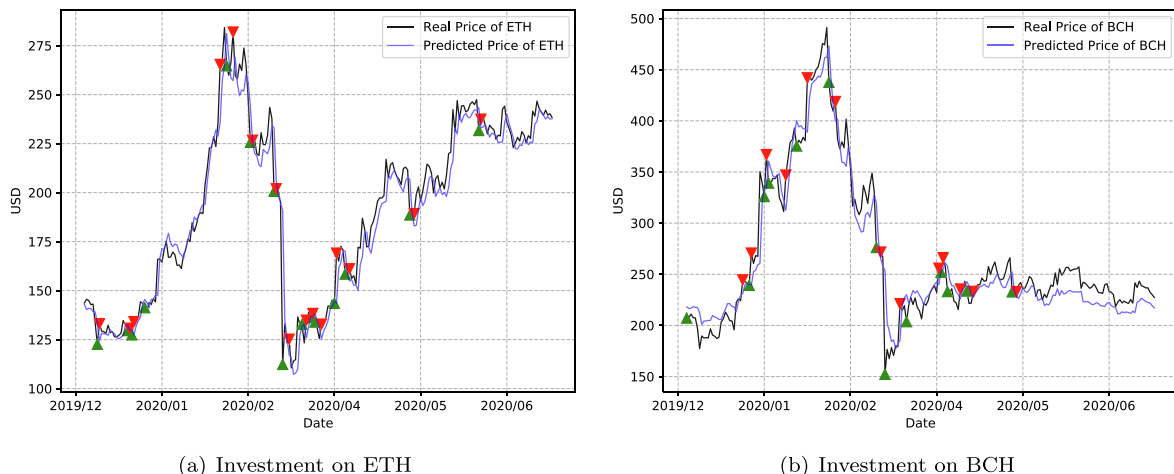 Real Price of ETH
Predicted Price of ETH
275
250
225
200
175
150
125
100
USD
2019/12 2020/01 2020/02 2020/04 2020/05 2020/06
Date
(a) Investment on ETH
Real Price of BCH
Predicted Price of BCH
500
450
400
350
300
250
200
150
USD
2019/12 2020/01 2020/02 2020/04 2020/05 2020/06
Date
(b) Investment on BCH